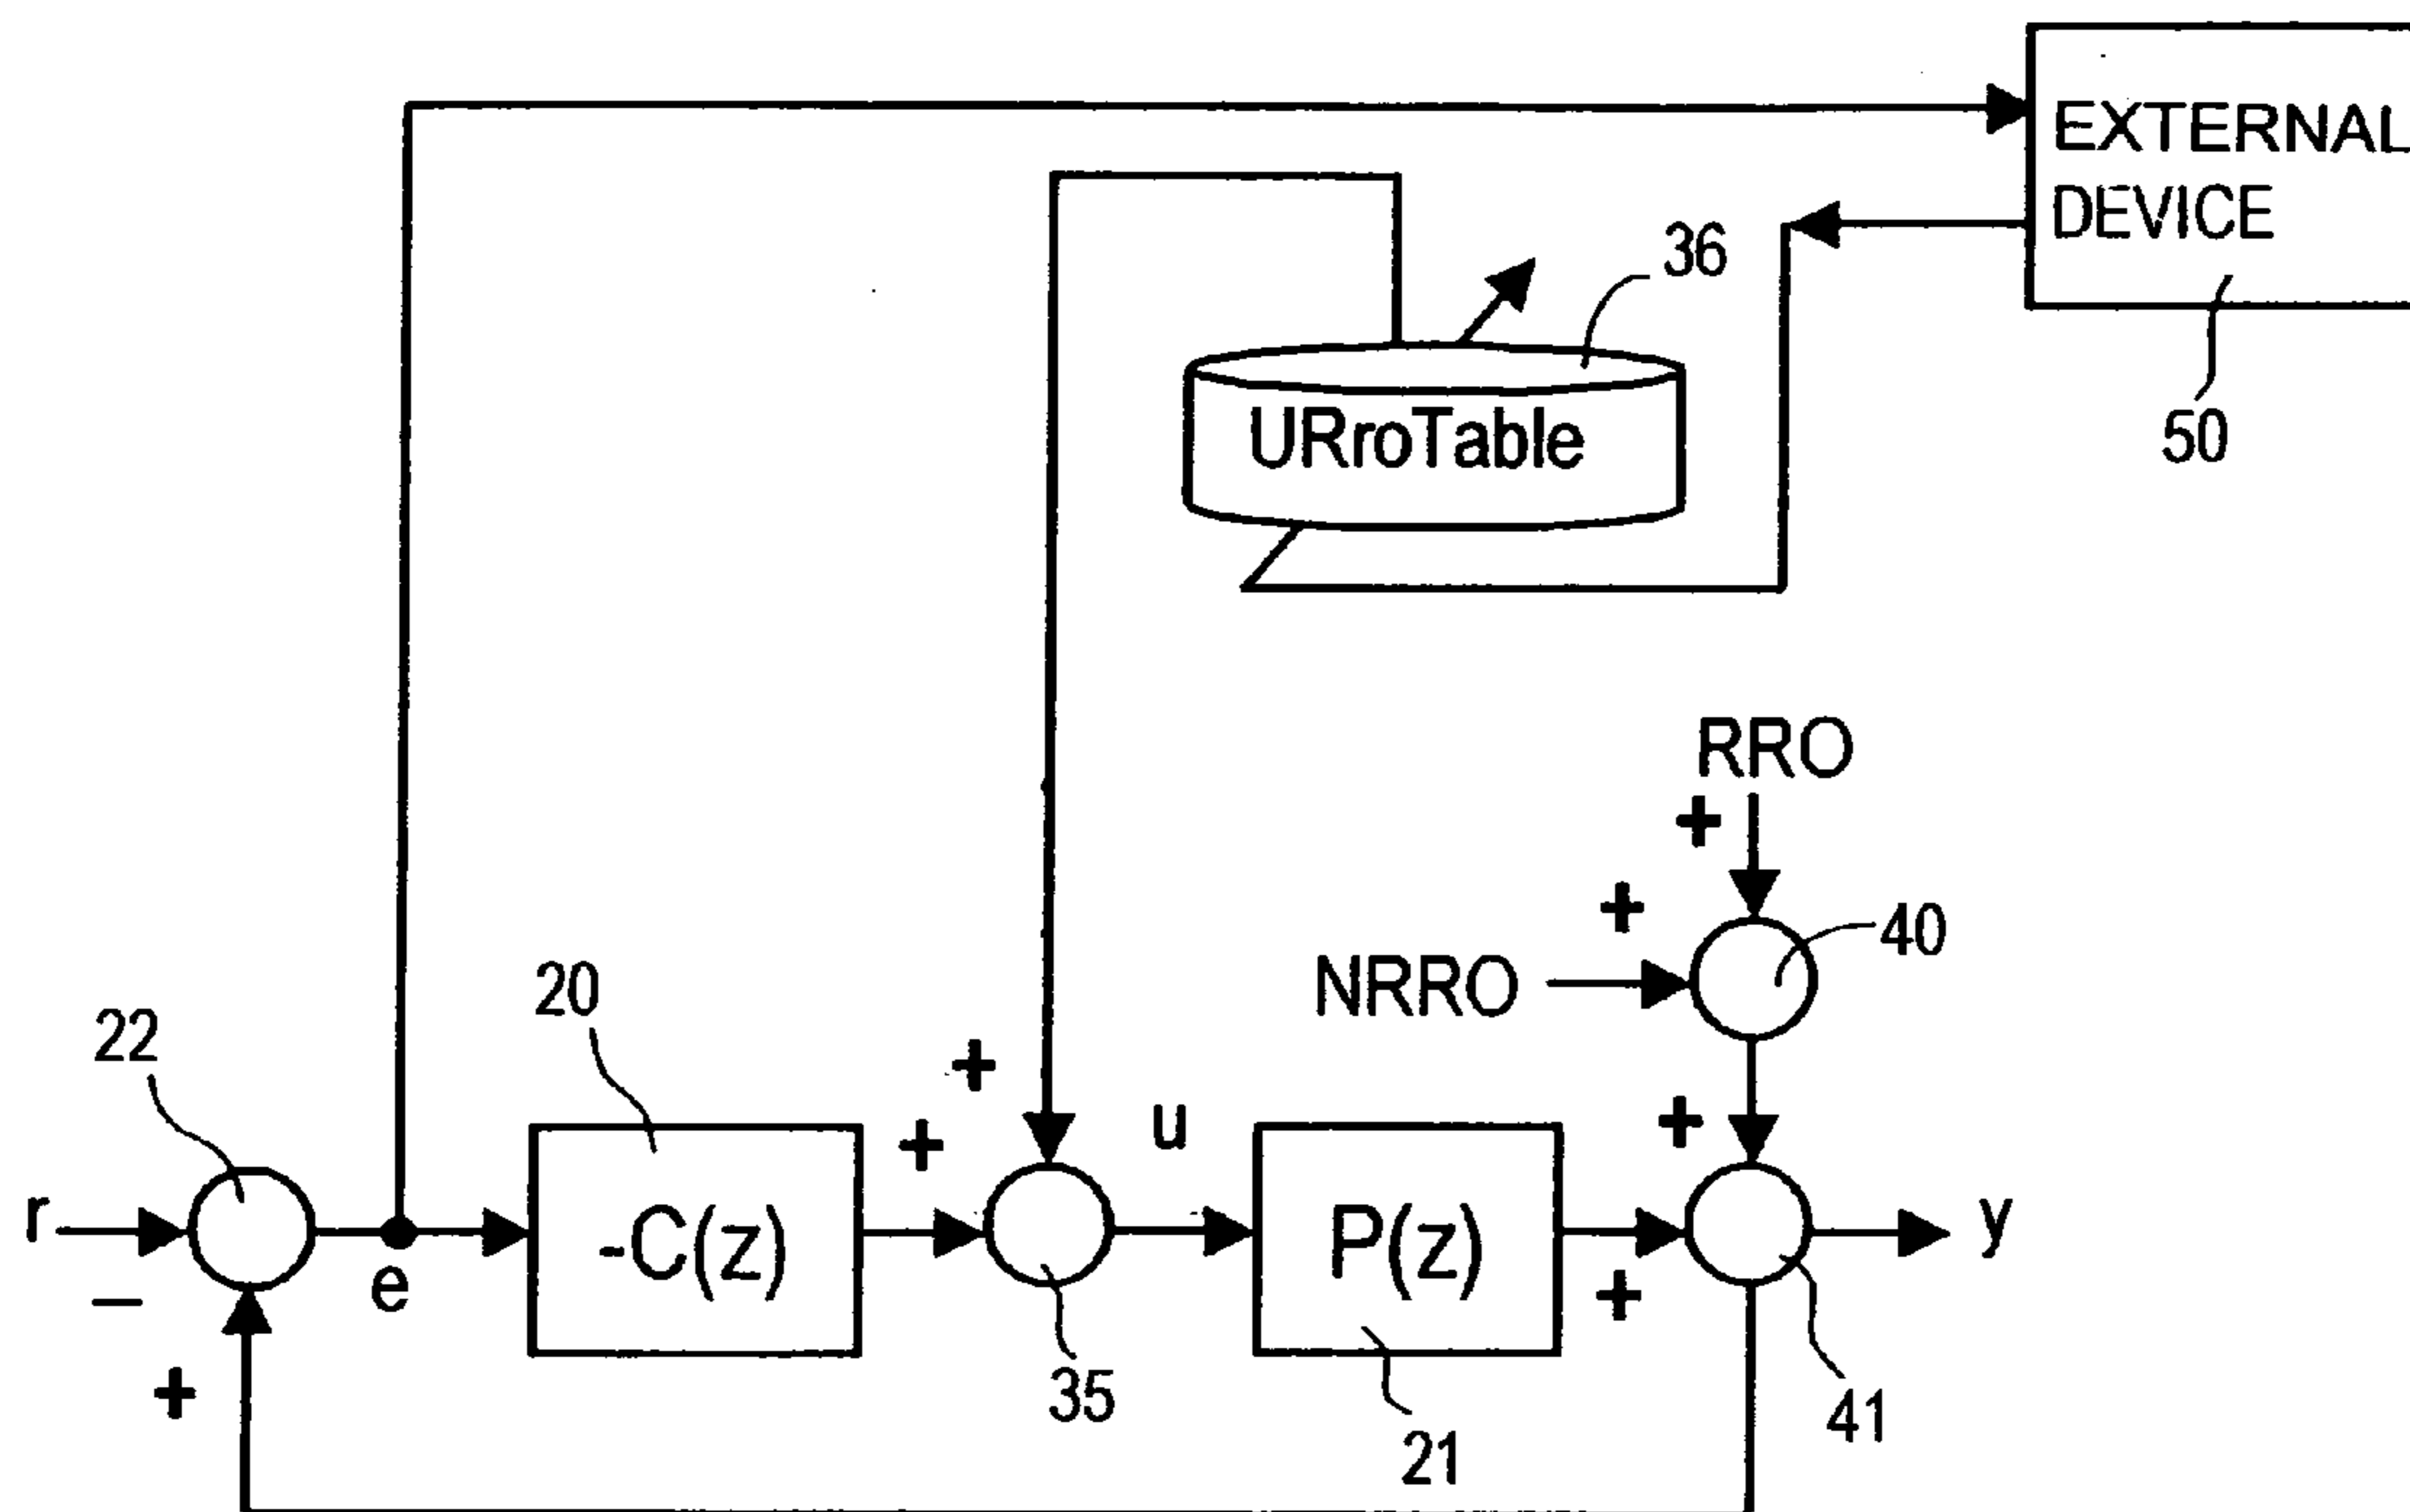 EXTERNAL
DEVICE
50
36
URroTable
RRO
+
+
NRRO
40
22
20
+
+
u
+
r
e
-C(z)
P(z)
y
−
+
+
35
21
41